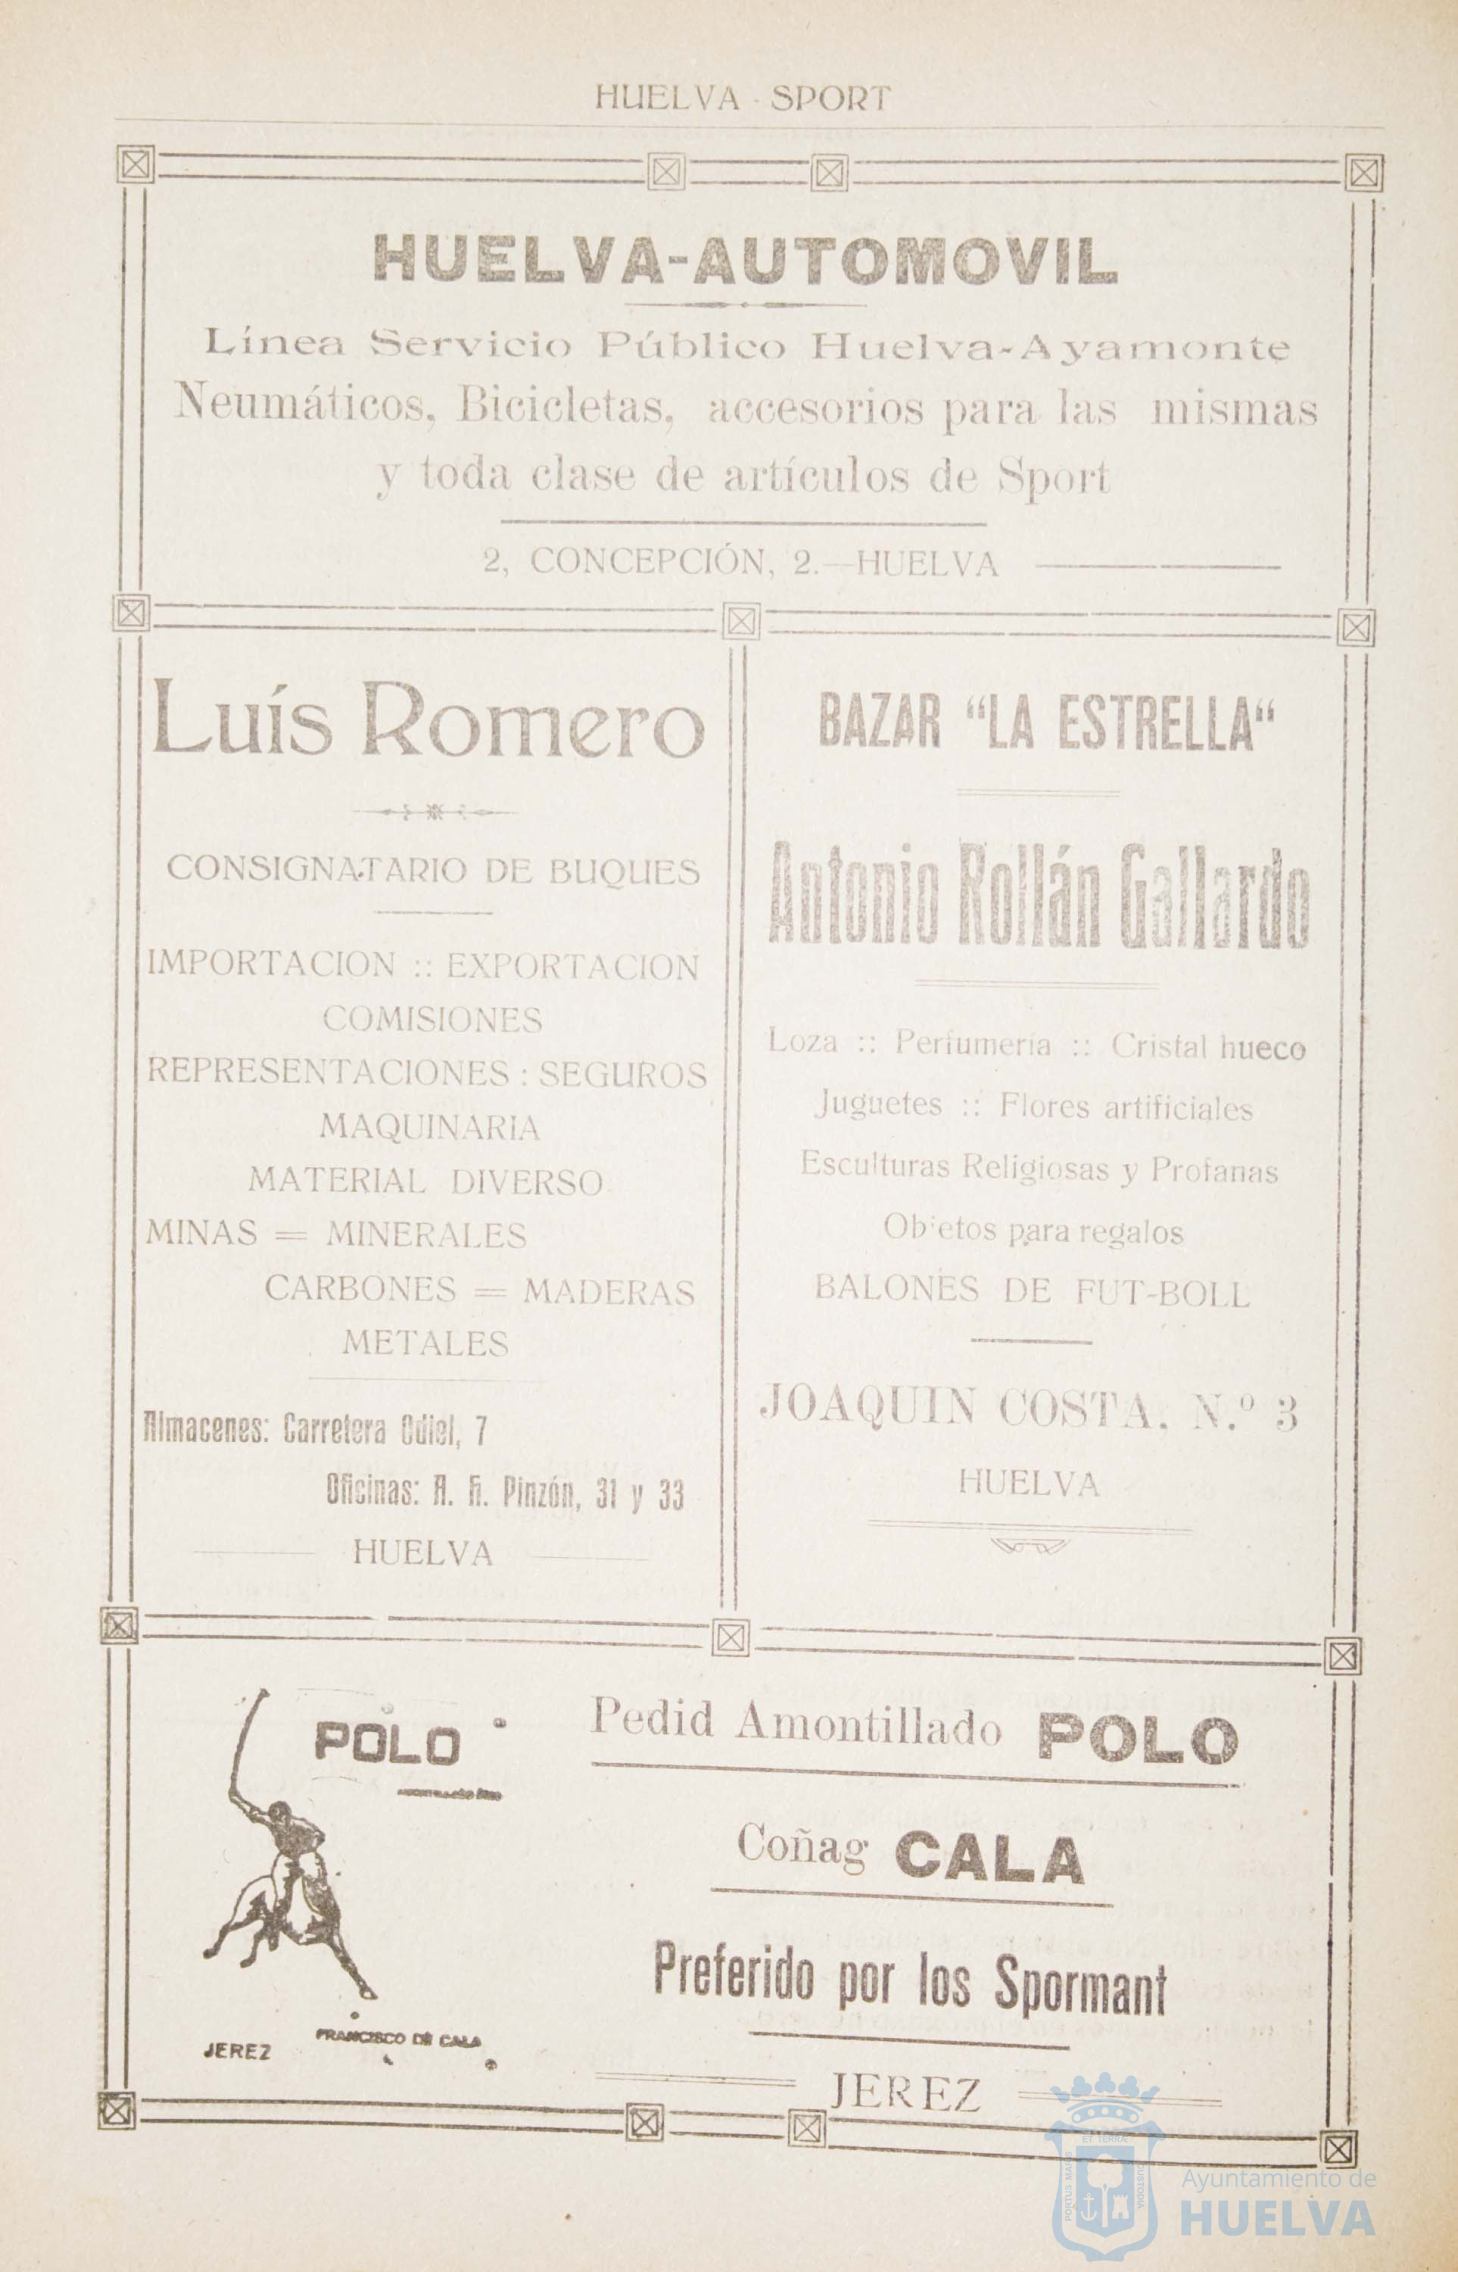 HUELVA - SPORT
HUELVA-AUTOMOVIL
Línea Servicio Público Huelva-Ayamonte
Neumáticos, Bicicletas, accesorios para las mismas
y toda clase de artículos de Sport
2, CONCEPCIÓN, 2.—HUELVA
Luís Romero
CONSIGNATARIO DE BUQUES
IMPORTACION :: EXPORTACION
COMISIONES
REPRESENTACIONES : SEGUROS
MAQUINARIA
MATERIAL DIVERSO
MINAS = MINERALES
CARBONES = MADERAS
METALES
Almacenes: Carretera Odiel, 7
Oficinas: A. H. Pinzón, 31 y 33
HUELVA
BAZAR “LA ESTRELLA“
Antonio Rollán Gallardo
Loza :: Perfumería :: Cristal hueco
Juguetes :: Flores artificiales
Esculturas Religiosas y Profanas
Objetos para regalos
BALONES DE FUT-BOLL
JOAQUIN COSTA, N.º 3
HUELVA
POLO
JEREZ
FRANCISCO DE CALA
Pedid Amontillado POLO
Coñag CALA
Preferido por los Spormant
JEREZ
PORTUS MARIS
ET TERRAE
CUSTODIA
Ayuntamiento de
HUELVA